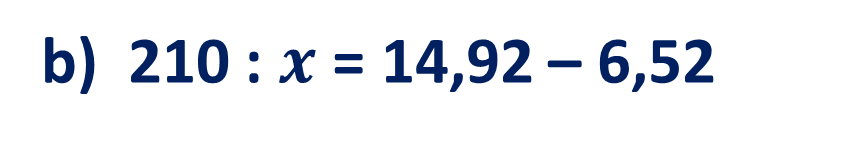 b) 210 : x = 14,92 – 6,52